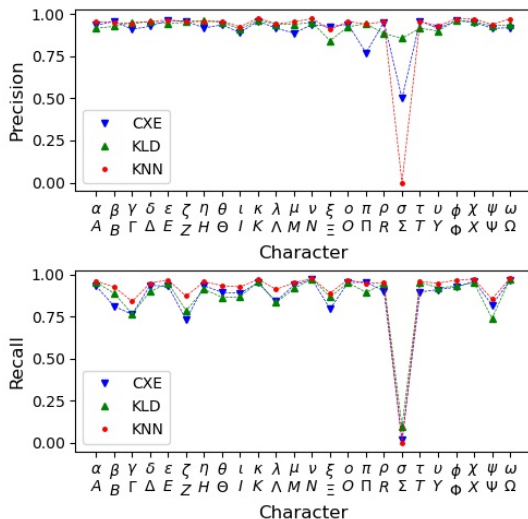 Precision
1.00
0.75
0.50
0.25
0.00
CXE
KLD
KNN
α β γ δ ε ζ η θ ι κ λ μ ν ξ ο π ρ σ τ υ ϕ χ ψ ω
A B Γ Δ E Z H Θ I K Λ M N Ξ O Π R Σ T Y Φ X Ψ Ω
Character
Recall
1.00
0.75
0.50
0.25
0.00
CXE
KLD
KNN
α β γ δ ε ζ η θ ι κ λ μ ν ξ ο π ρ σ τ υ ϕ χ ψ ω
A B Γ Δ E Z H Θ I K Λ M N Ξ O Π R Σ T Y Φ X Ψ Ω
Character